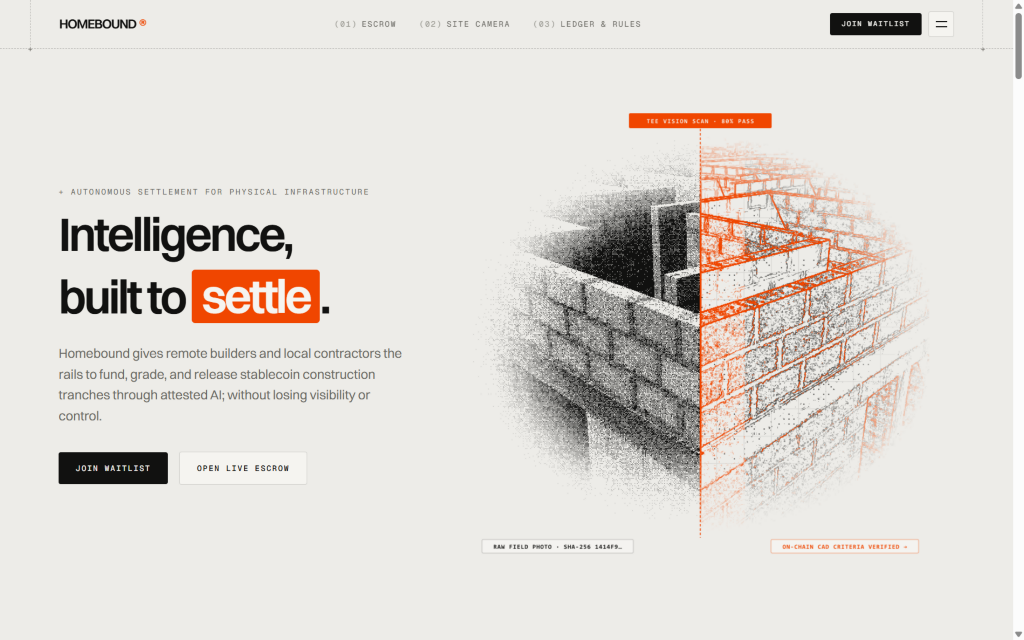 HOMEBOUND ®
(01) ESCROW
(02) SITE CAMERA
(03) LEDGER & RULES
JOIN WAITLIST
TEE VISION SCAN · 80% PASS
+ AUTONOMOUS SETTLEMENT FOR PHYSICAL INFRASTRUCTURE
Intelligence,
built to settle.
Homebound gives remote builders and local contractors the
rails to fund, grade, and release stablecoin construction
tranches through attested AI; without losing visibility or
control.
JOIN WAITLIST
OPEN LIVE ESCROW
RAW FIELD PHOTO · SHA-256 1414F9…
ON-CHAIN CAD CRITERIA VERIFIED →